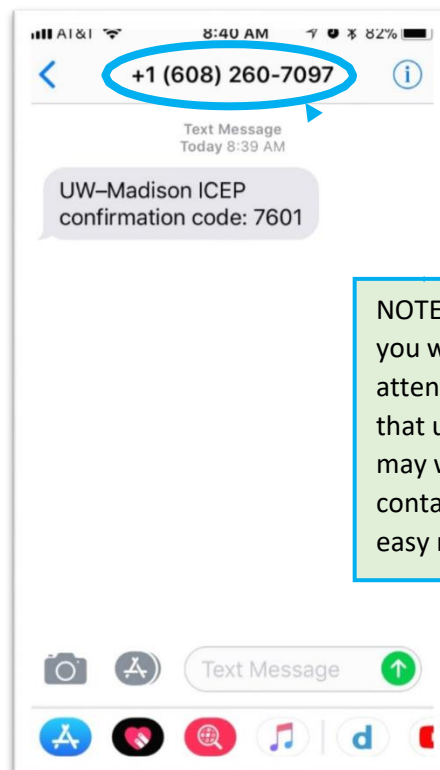 AT&T 8:40 AM 82%
+1 (608) 260-7097
Text Message
Today 8:39 AM
UW–Madison ICEP
confirmation code: 7601
NOTE
you w
atten
that u
may w
conta
easy r
Text Message
d